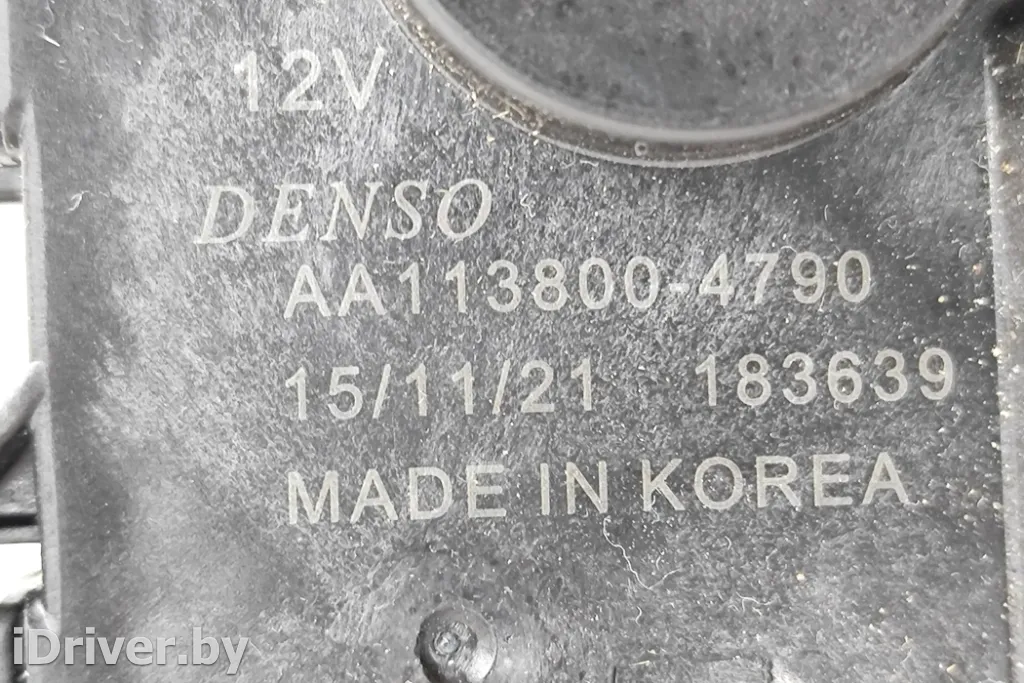 12V
DENSO
AA113800-4790
15/11/21 183639
MADE IN KOREA
iDriver.by